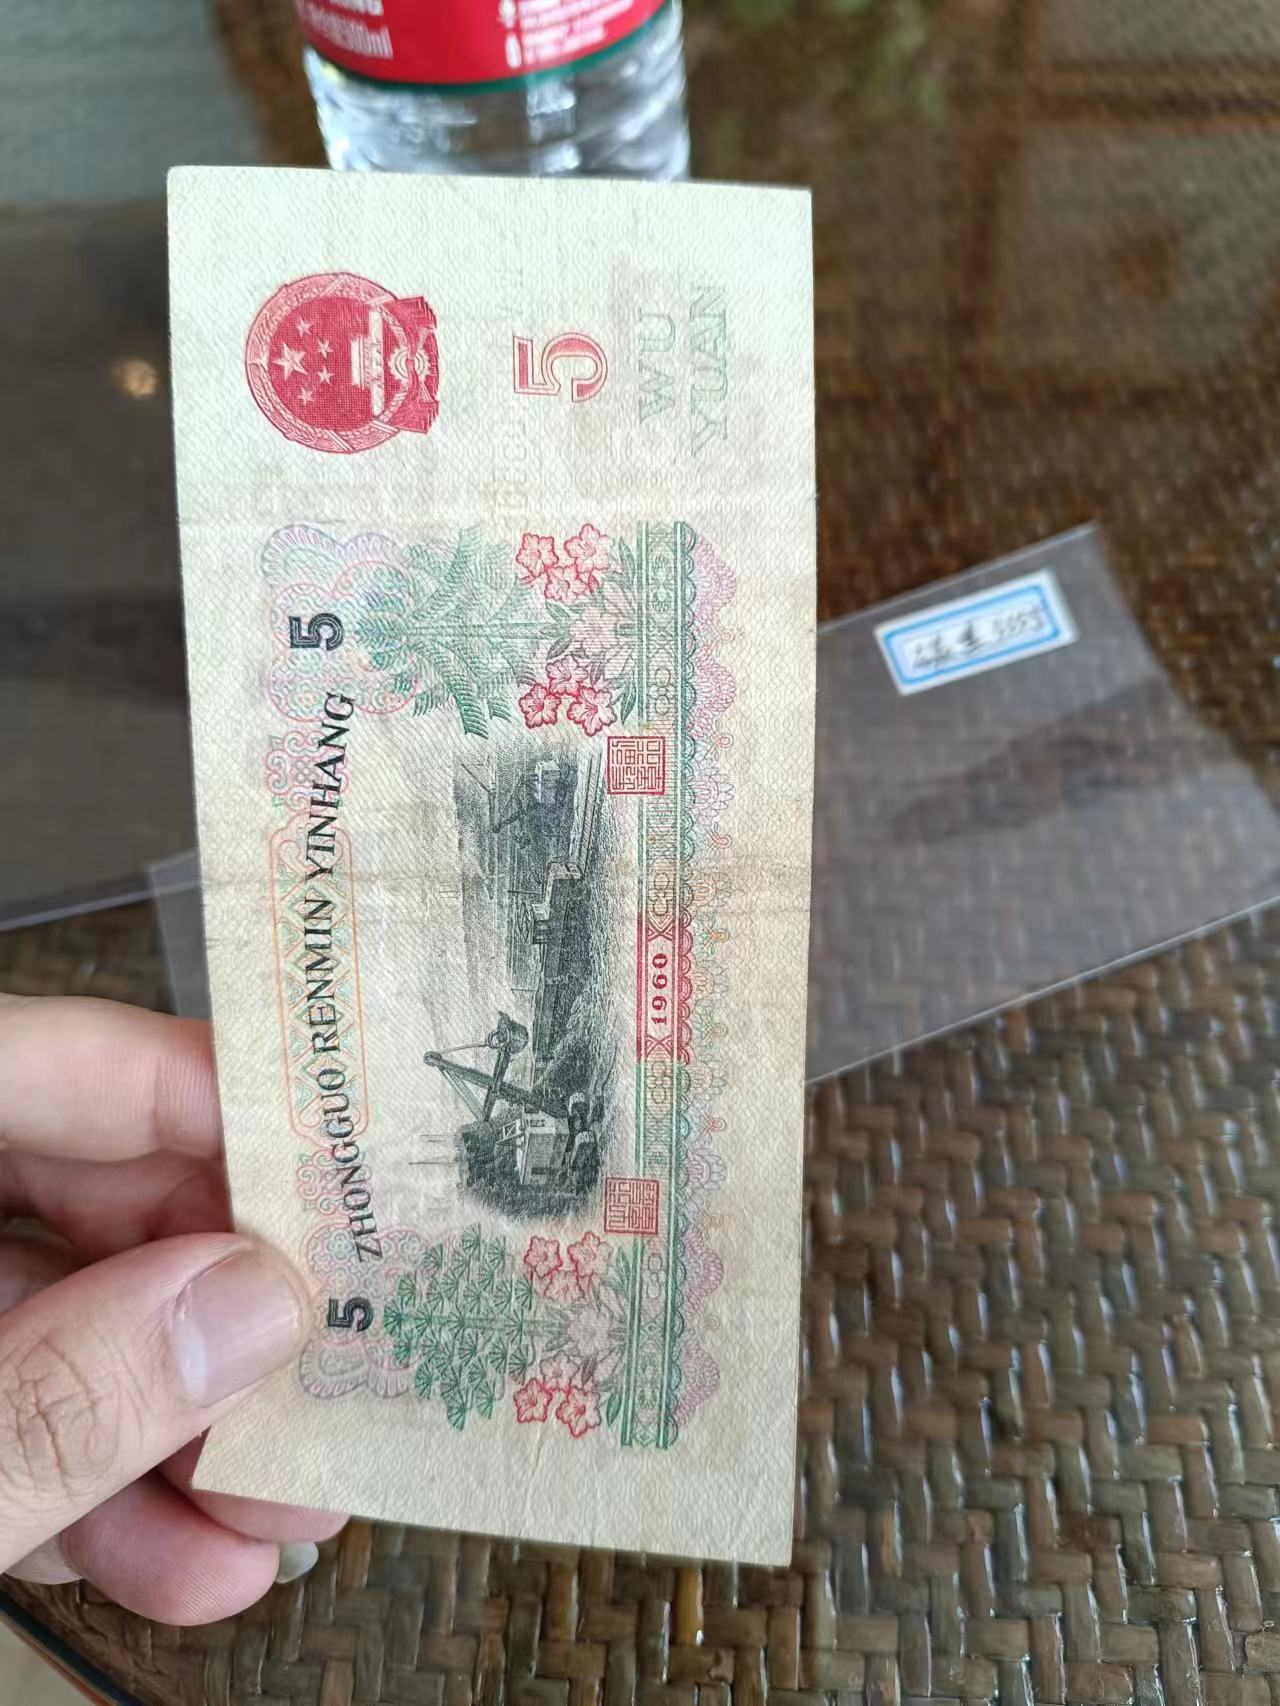 5
WU
YUAN
5 ZHONGGUO RENMIN YINHANG 5
1960